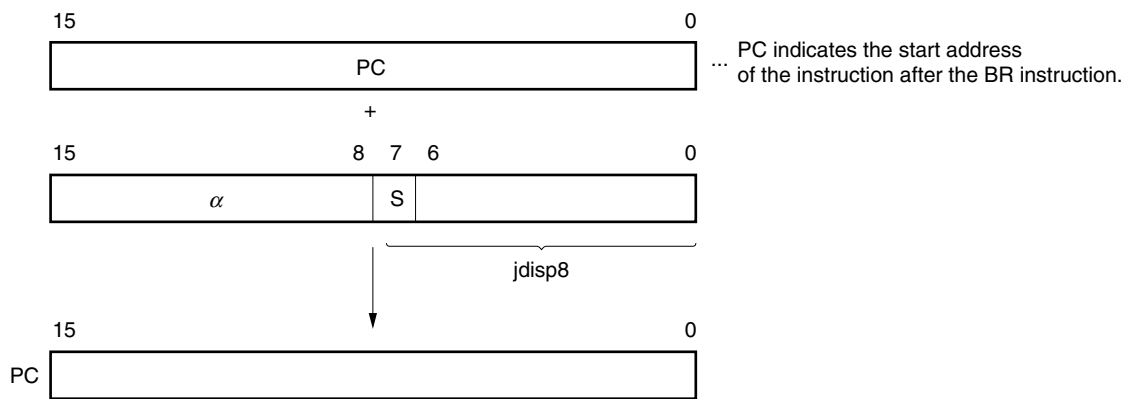 15 0
PC
... PC indicates the start address
of the instruction after the BR instruction.
+
15 8 7 6 0
α S
jdisp8
15 0
PC